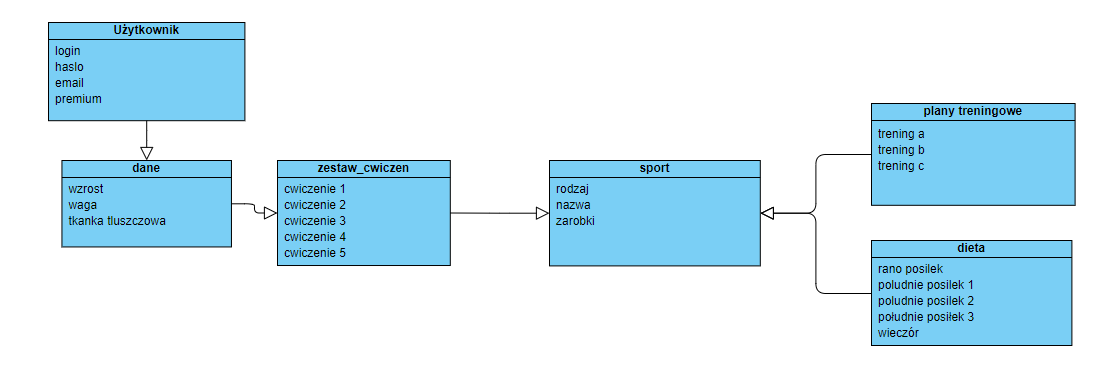 Użytkownik
login
haslo
email
premium
dane
wzrost
waga
tkanka tluszczowa
zestaw_cwiczen
cwiczenie 1
cwiczenie 2
cwiczenie 3
cwiczenie 4
cwiczenie 5
sport
rodzaj
nazwa
zarobki
plany treningowe
trening a
trening b
trening c
dieta
rano posilek
poludnie posilek 1
poludnie posilek 2
południe posiłek 3
wieczór